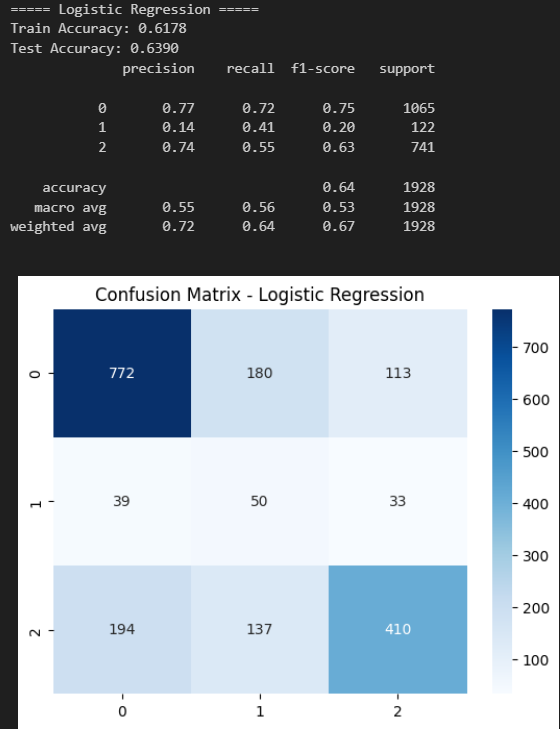 ===== Logistic Regression =====
Train Accuracy: 0.6178
Test Accuracy: 0.6390
precision recall f1-score support
0 0.77 0.72 0.75 1065
1 0.14 0.41 0.20 122
2 0.74 0.55 0.63 741
accuracy 0.64 1928
macro avg 0.55 0.56 0.53 1928
weighted avg 0.72 0.64 0.67 1928
Confusion Matrix - Logistic Regression
0 772 180 113
1 39 50 33
2 194 137 410
0 1 2
700
600
500
400
300
200
100